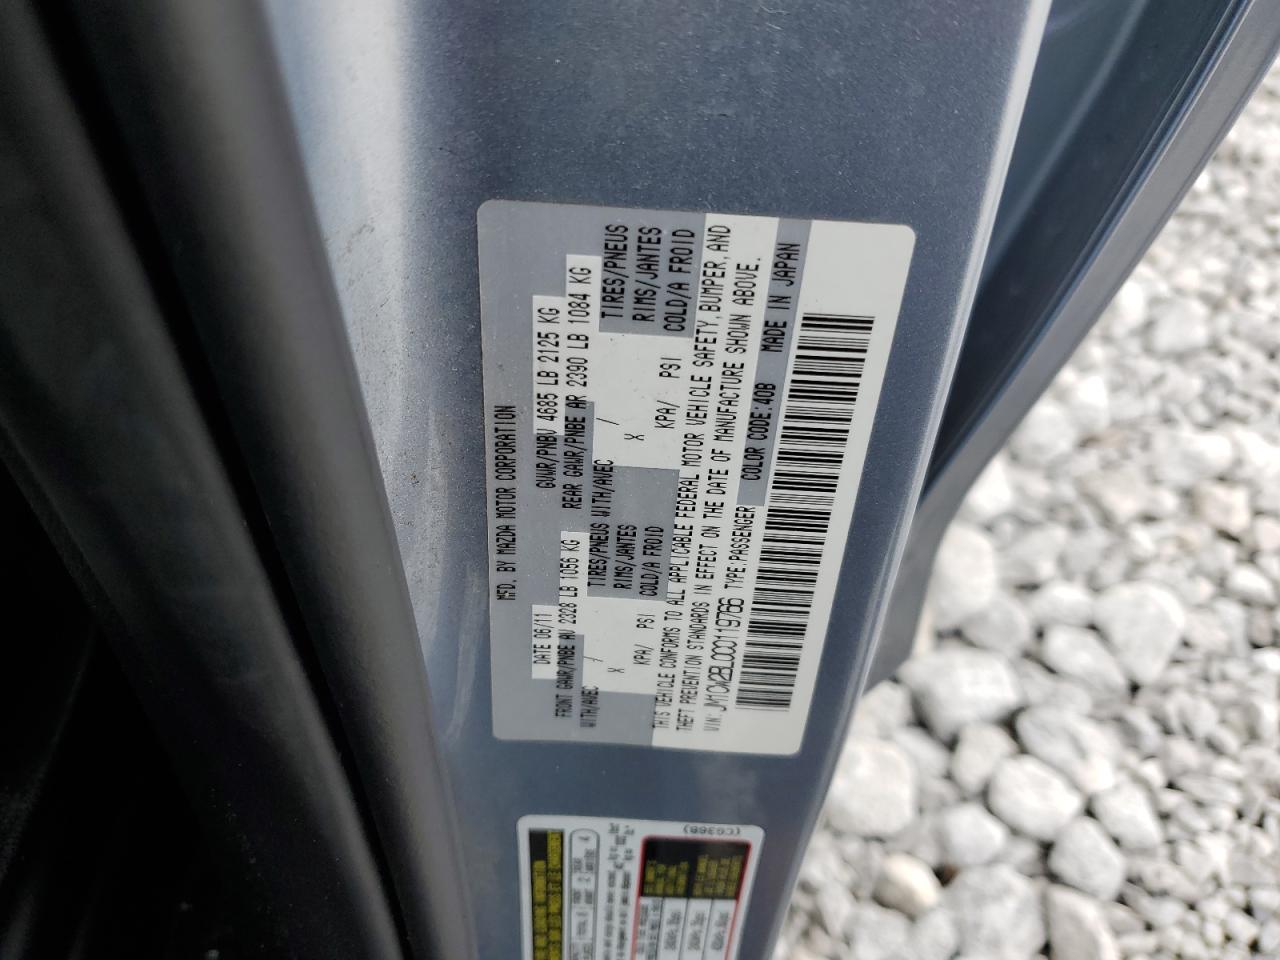 MFD. BY MAZDA MOTOR CORPORATION
DATE 06/11 GVWR/PNBV 4685 LB 2125 KG
FRONT GAWR/PNBE AV 2328 LB 1056 KG REAR GAWR/PNBE AR 2390 LB 1084 KG
WITH/AVEC / TIRES/PNEUS WITH/AVEC / TIRES/PNEUS
X RIMS/JANTES X RIMS/JANTES
KPA/ PSI COLD/A FROID KPA/ PSI COLD/A FROID
THIS VEHICLE CONFORMS TO ALL APPLICABLE FEDERAL MOTOR VEHICLE SAFETY, BUMPER, AND
THEFT PREVENTION STANDARDS IN EFFECT ON THE DATE OF MANUFACTURE SHOWN ABOVE.
VIN: JM1CW2BL0C0119766 TYPE: PASSENGER COLOR CODE: 40B MADE IN JAPAN
(CG36B)